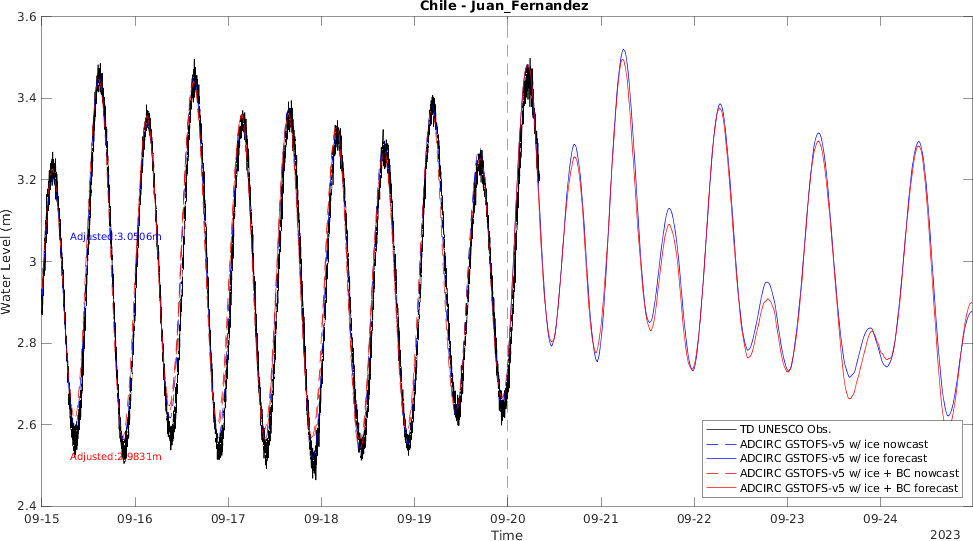 Chile - Juan_Fernandez
3.6
3.4
3.2
3
2.8
2.6
2.4
Water Level (m)
Adjusted:3.0506m
Adjusted:2.9831m
TD UNESCO Obs.
ADCIRC GSTOFS-v5 w/ ice nowcast
ADCIRC GSTOFS-v5 w/ ice forecast
ADCIRC GSTOFS-v5 w/ ice + BC nowcast
ADCIRC GSTOFS-v5 w/ ice + BC forecast
09-15 09-16 09-17 09-18 09-19 09-20 09-21 09-22 09-23 09-24
Time
2023